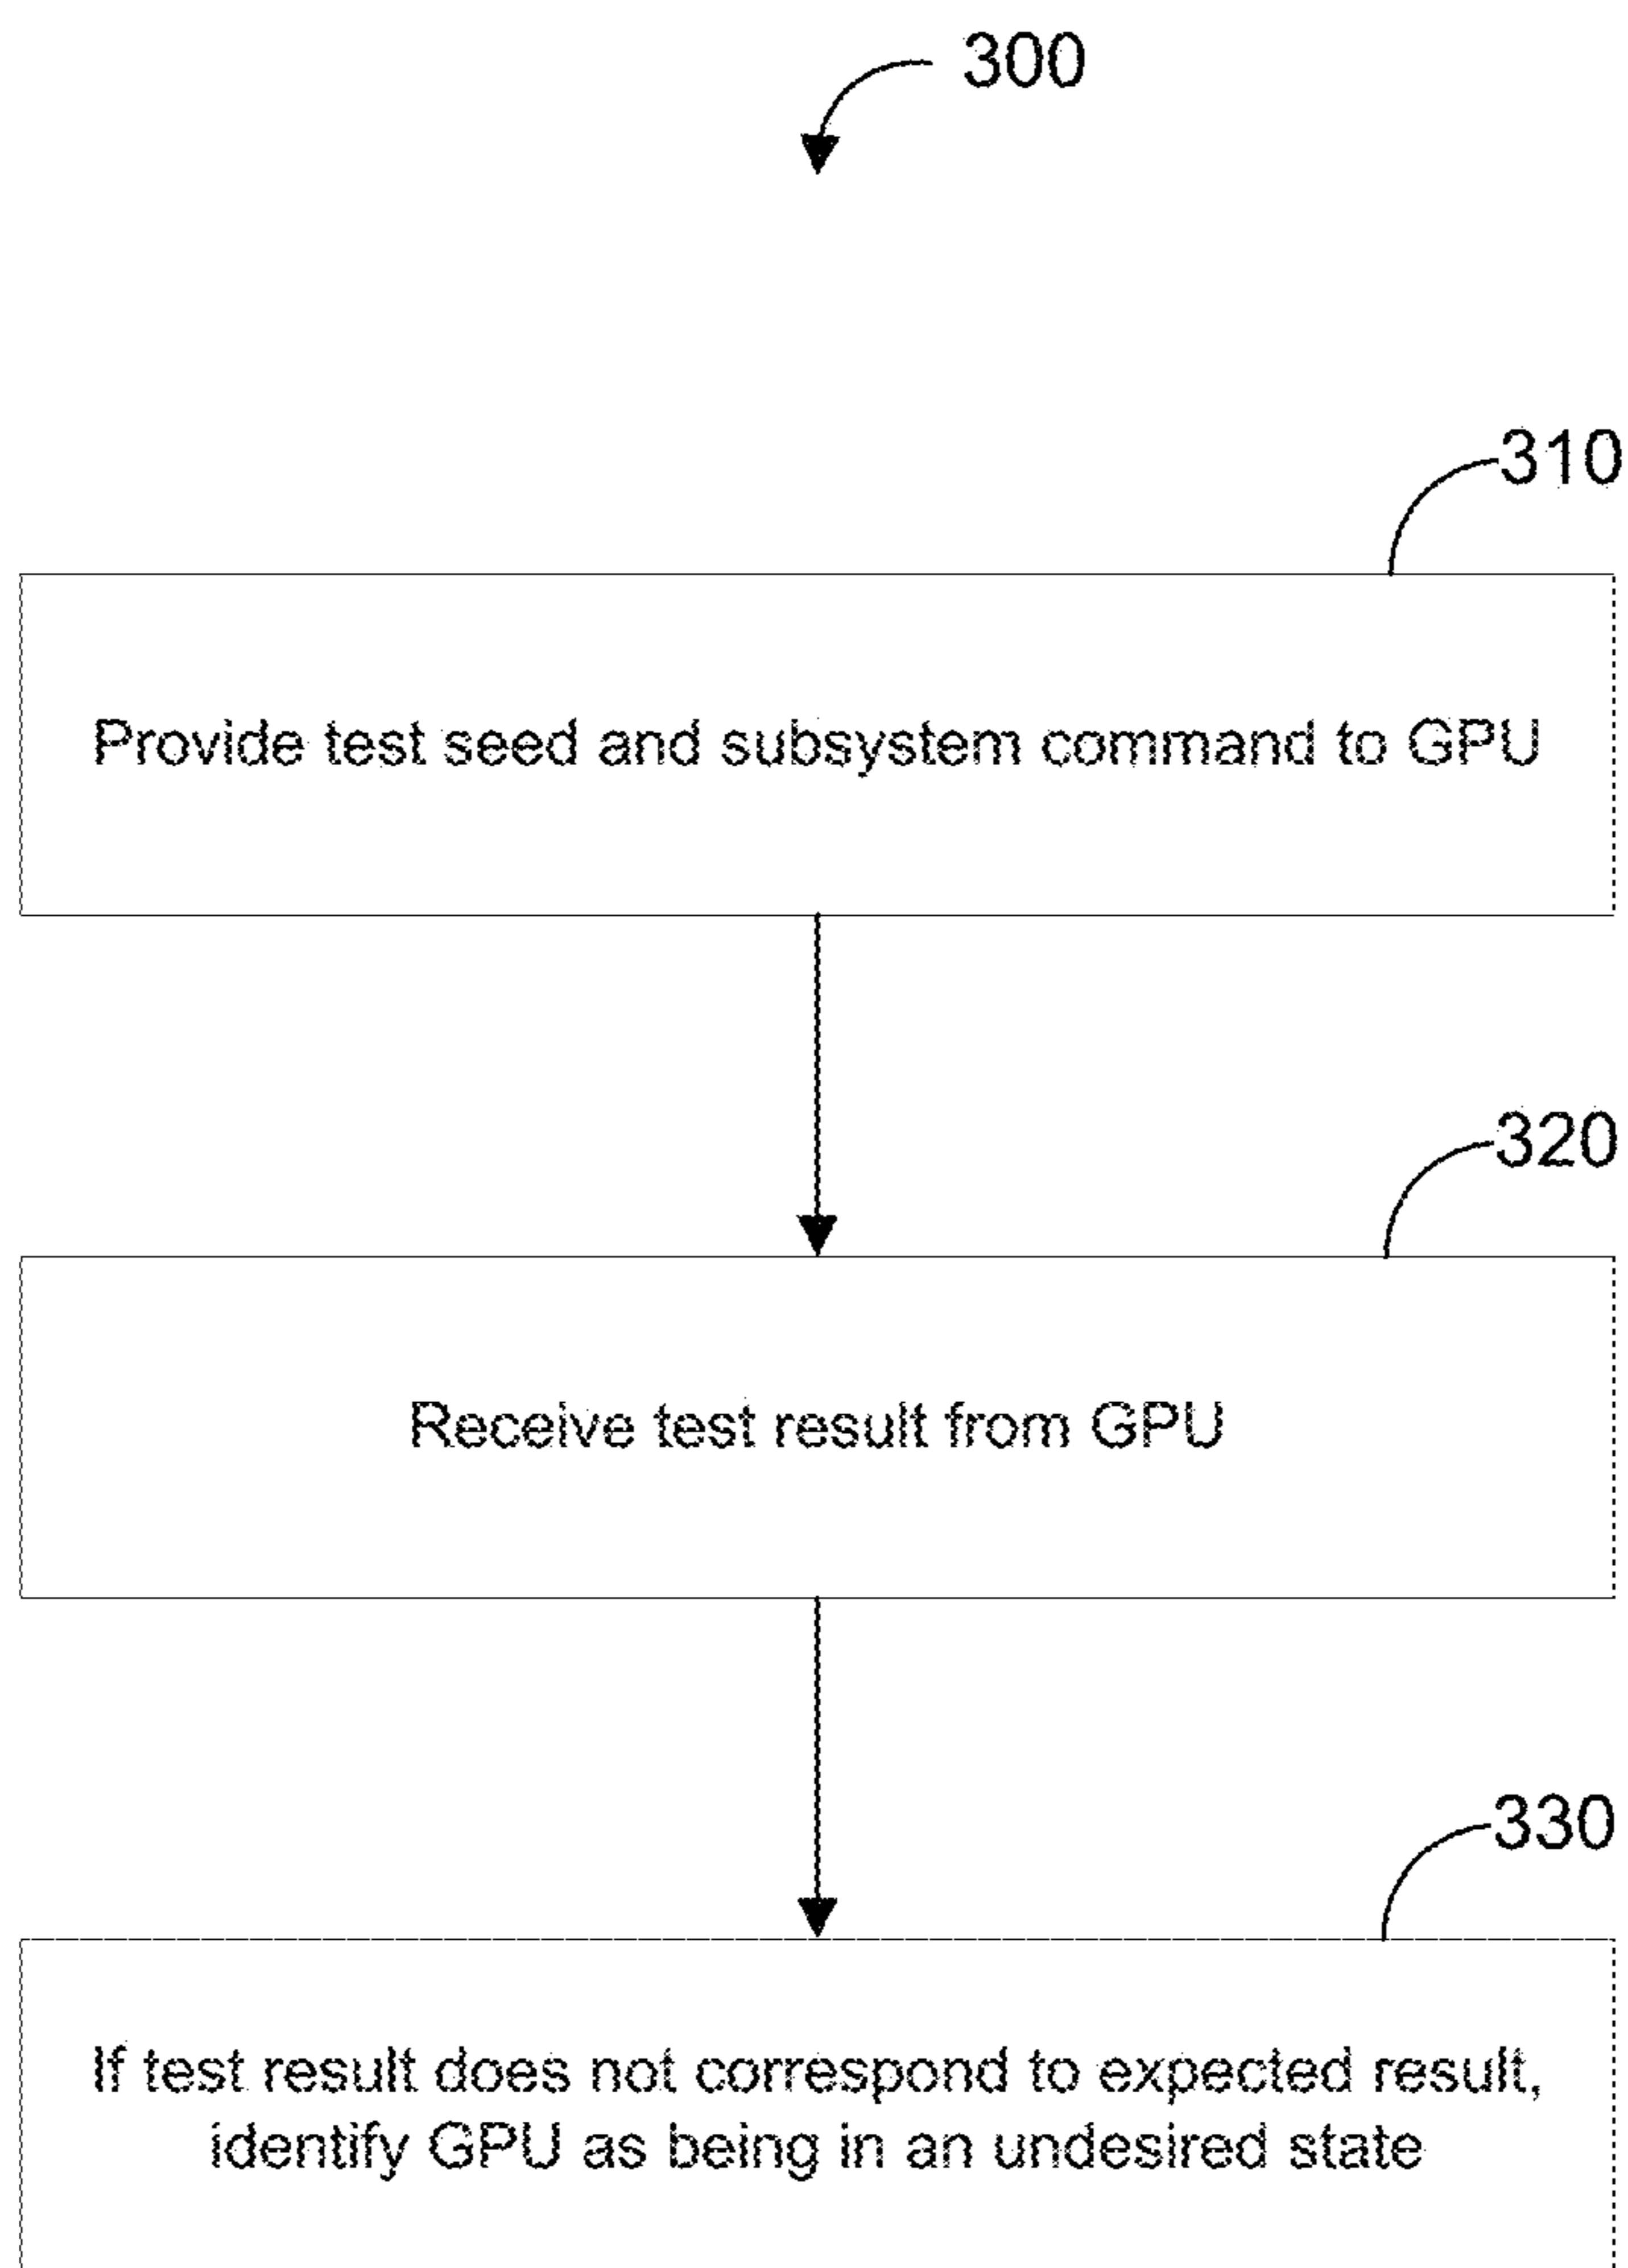 300
310
Provide test seed and subsystem command to GPU
320
Receive test result from GPU
330
If test result does not correspond to expected result,
identify GPU as being in an undesired state